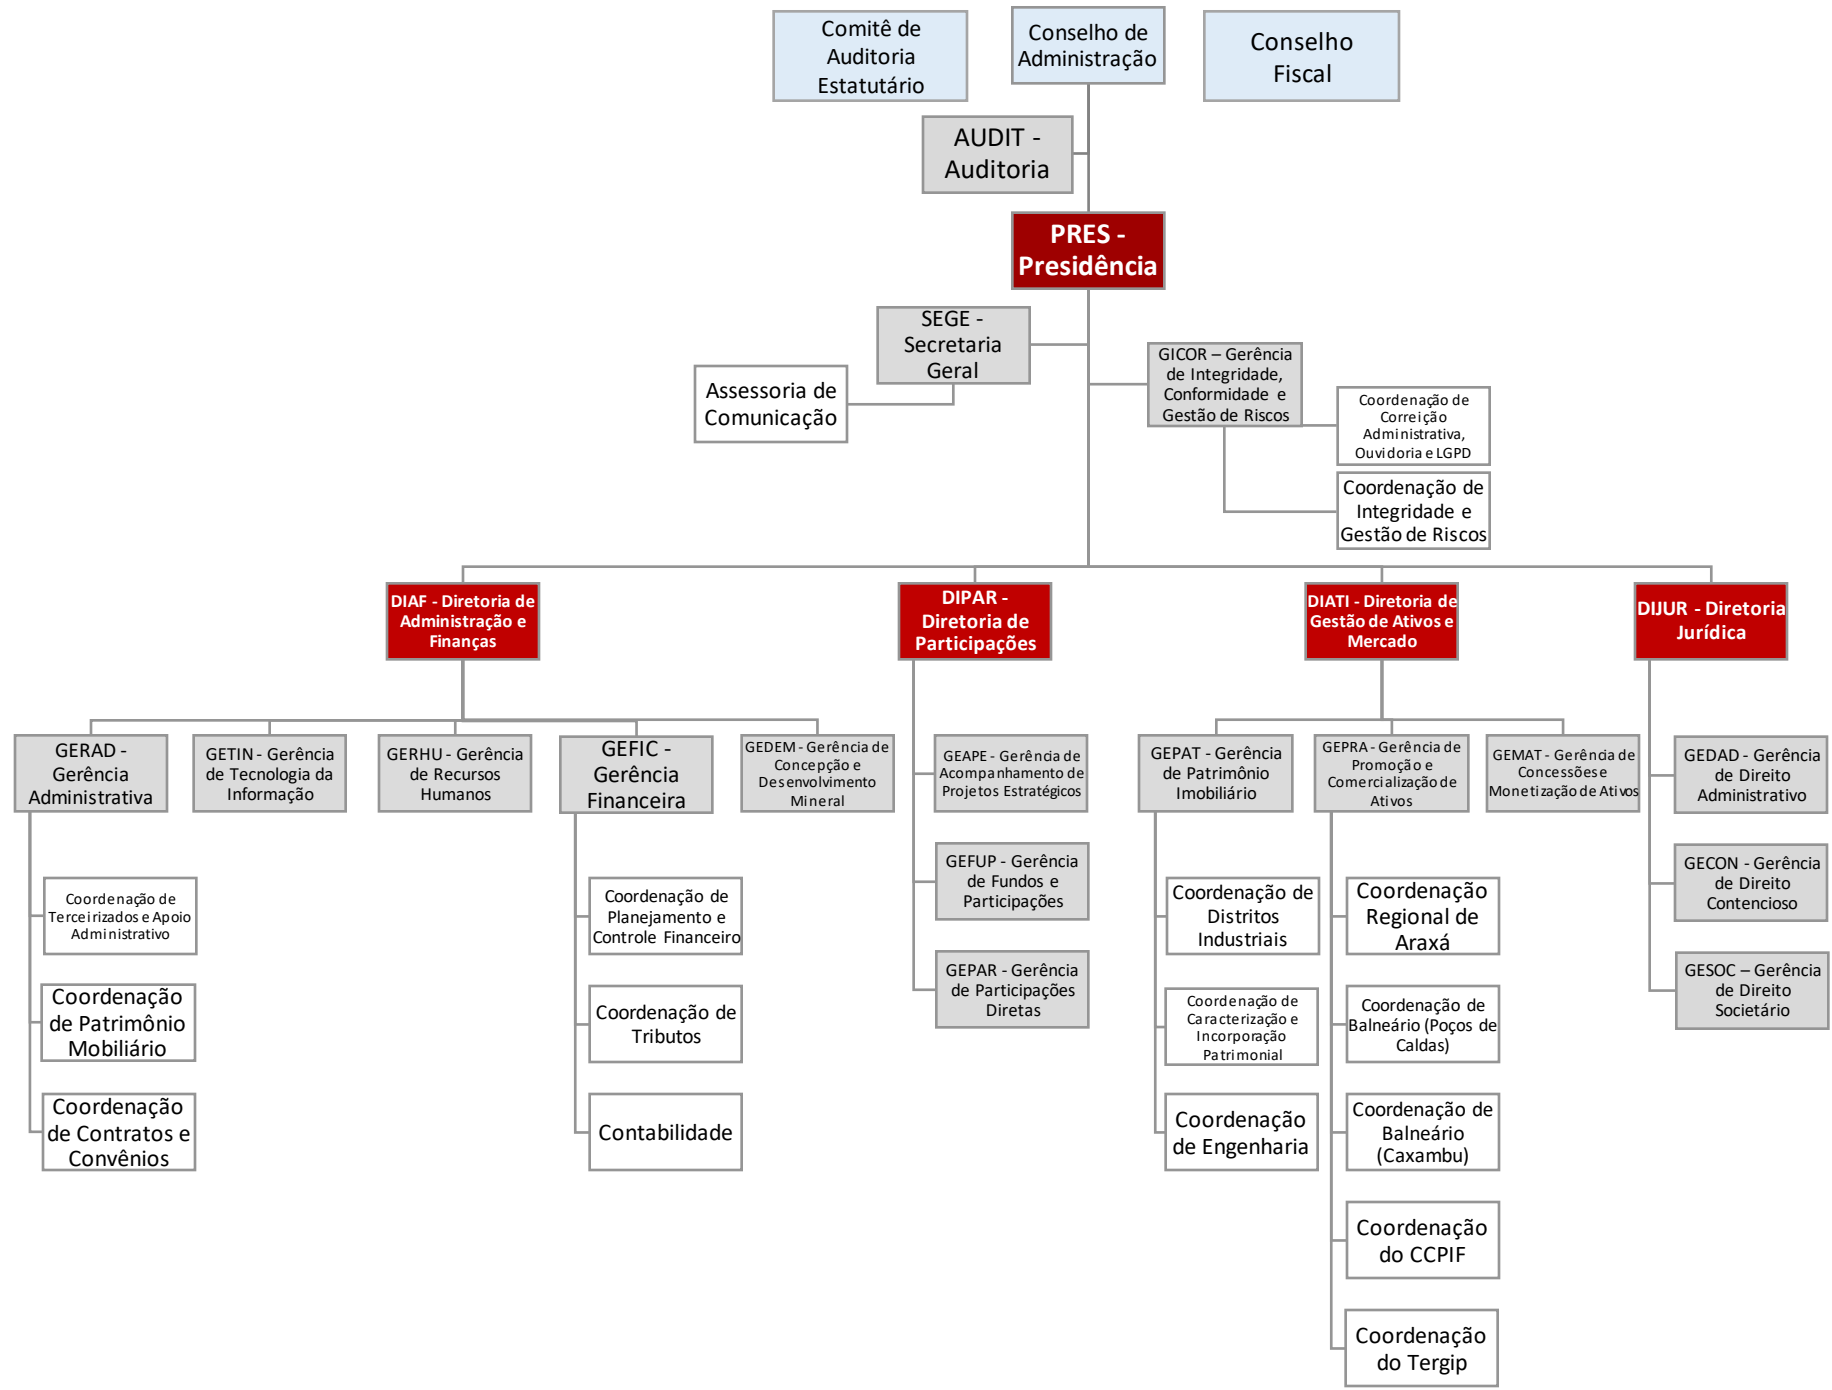 Comitê de
Auditoria
Estatutário
Conselho de
Administração
Conselho
Fiscal
AUDIT -
Auditoria
PRES -
Presidência
SEGE -
Secretaria
Geral
Assessoria de
Comunicação
GICOR – Gerência
de Integridade,
Conformidade e
Gestão de Riscos
Coordenação de
Correição
Administrativa,
Ouvidoria e LGPD
Coordenação de
Integridade e
Gestão de Riscos
DIAF - Diretoria de
Administração e
Finanças
DIPAR -
Diretoria de
Participações
DIATI - Diretoria de
Gestão de Ativos e
Mercado
DIJUR - Diretoria
Jurídica
GERAD -
Gerência
Administrativa
GETIN - Gerência
de Tecnologia da
Informação
GERHU - Gerência
de Recursos
Humanos
GEFIC -
Gerência
Financeira
GEDEM - Gerência de
Concepção e
Desenvolvimento
Mineral
GEAPE - Gerência de
Acompanhamento de
Projetos Estratégicos
GEPAT - Gerência
de Patrimônio
Imobiliário
GEPRA - Gerência de
Promoção e
Comercialização de
Ativos
GEMAT - Gerência de
Concessões e
Monetização de Ativos
GEDAD - Gerência
de Direito
Administrativo
Coordenação de
Terceirizados e Apoio
Administrativo
Coordenação de
Planejamento e
Controle Financeiro
GEFUP - Gerência
de Fundos e
Participações
Coordenação de
Distritos
Industriais
Coordenação
Regional de
Araxá
GECON - Gerência
de Direito
Contencioso
Coordenação
de Patrimônio
Mobiliário
Coordenação de
Tributos
GEPAR - Gerência
de Participações
Diretas
Coordenação de
Caracterização e
Incorporação
Patrimonial
Coordenação de
Balneário (Poços de
Caldas)
GESOC – Gerência
de Direito
Societário
Coordenação
de Contratos e
Convênios
Contabilidade
Coordenação
de Engenharia
Coordenação de
Balneário
(Caxambu)
Coordenação
do CCPIF
Coordenação
do Tergip